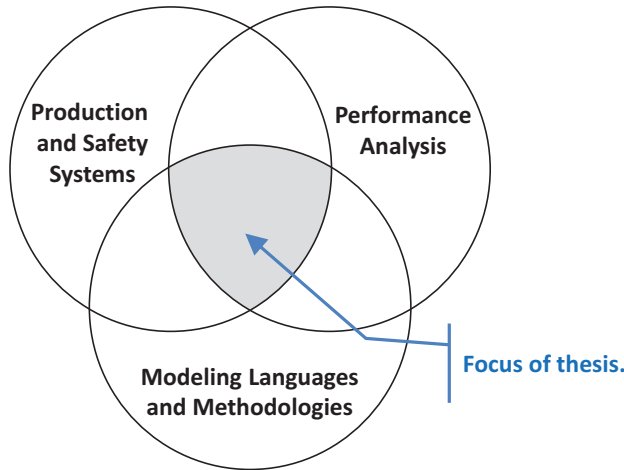 Production
and Safety
Systems
Performance
Analysis
Modeling Languages
and Methodologies
Focus of thesis.